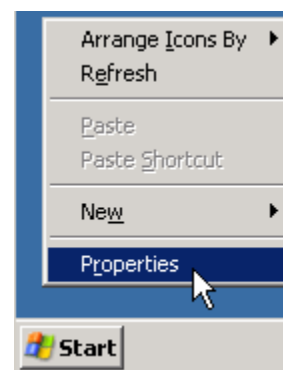 Arrange Icons By
Refresh
Paste
Paste Shortcut
New
Properties
Start